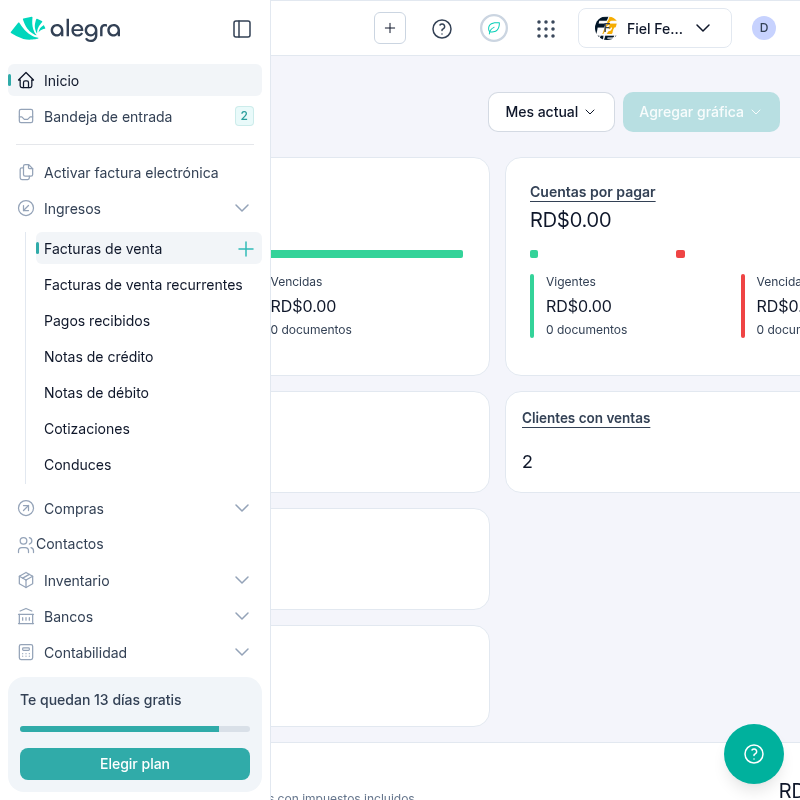 alegra
Fiel Fe...
D
Inicio
Bandeja de entrada
2
Mes actual
Agregar gráfica
Activar factura electrónica
Ingresos
Facturas de venta
Facturas de venta recurrentes
Pagos recibidos
Notas de crédito
Notas de débito
Cotizaciones
Conduces
Compras
Contactos
Inventario
Bancos
Contabilidad
Te quedan 13 días gratis
Elegir plan
Vencidas
RD$0.00
0 documentos
Cuentas por pagar
RD$0.00
Vigentes
RD$0.00
0 documentos
Clientes con ventas
2
con impuestos incluidos